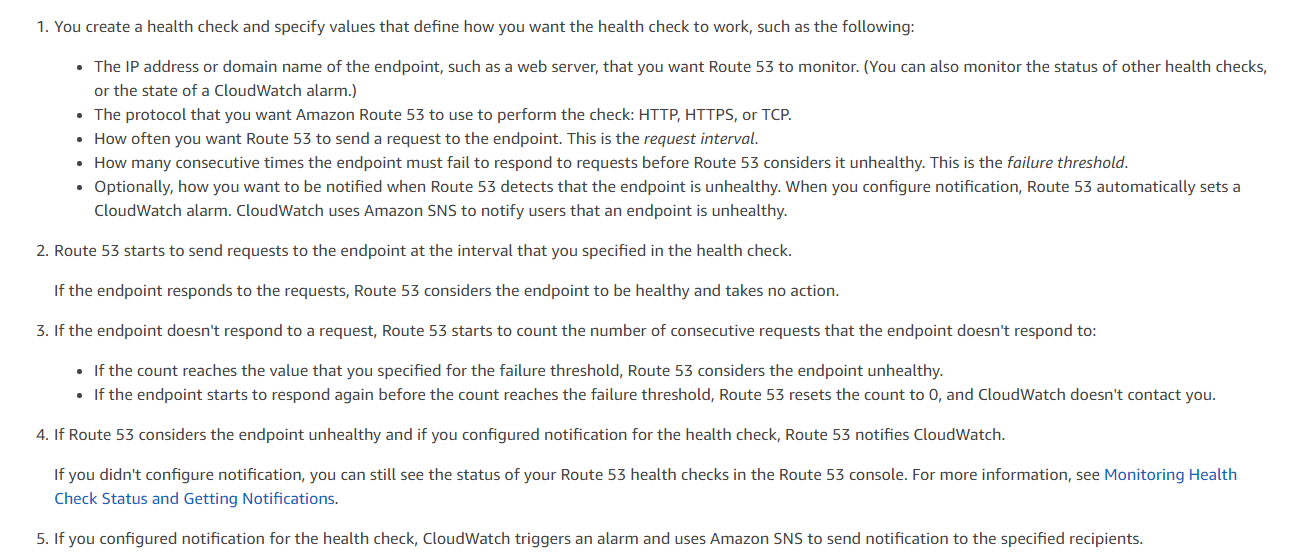 1. You create a health check and specify values that define how you want the health check to work, such as the following:
• The IP address or domain name of the endpoint, such as a web server, that you want Route 53 to monitor. (You can also monitor the status of other health checks,
or the state of a CloudWatch alarm.)
• The protocol that you want Amazon Route 53 to use to perform the check: HTTP, HTTPS, or TCP.
• How often you want Route 53 to send a request to the endpoint. This is the request interval.
• How many consecutive times the endpoint must fail to respond to requests before Route 53 considers it unhealthy. This is the failure threshold.
• Optionally, how you want to be notified when Route 53 detects that the endpoint is unhealthy. When you configure notification, Route 53 automatically sets a
CloudWatch alarm. CloudWatch uses Amazon SNS to notify users that an endpoint is unhealthy.
2. Route 53 starts to send requests to the endpoint at the interval that you specified in the health check.
If the endpoint responds to the requests, Route 53 considers the endpoint to be healthy and takes no action.
3. If the endpoint doesn't respond to a request, Route 53 starts to count the number of consecutive requests that the endpoint doesn't respond to:
• If the count reaches the value that you specified for the failure threshold, Route 53 considers the endpoint unhealthy.
• If the endpoint starts to respond again before the count reaches the failure threshold, Route 53 resets the count to 0, and CloudWatch doesn't contact you.
4. If Route 53 considers the endpoint unhealthy and if you configured notification for the health check, Route 53 notifies CloudWatch.
If you didn't configure notification, you can still see the status of your Route 53 health checks in the Route 53 console. For more information, see Monitoring Health
Check Status and Getting Notifications.
5. If you configured notification for the health check, CloudWatch triggers an alarm and uses Amazon SNS to send notification to the specified recipients.